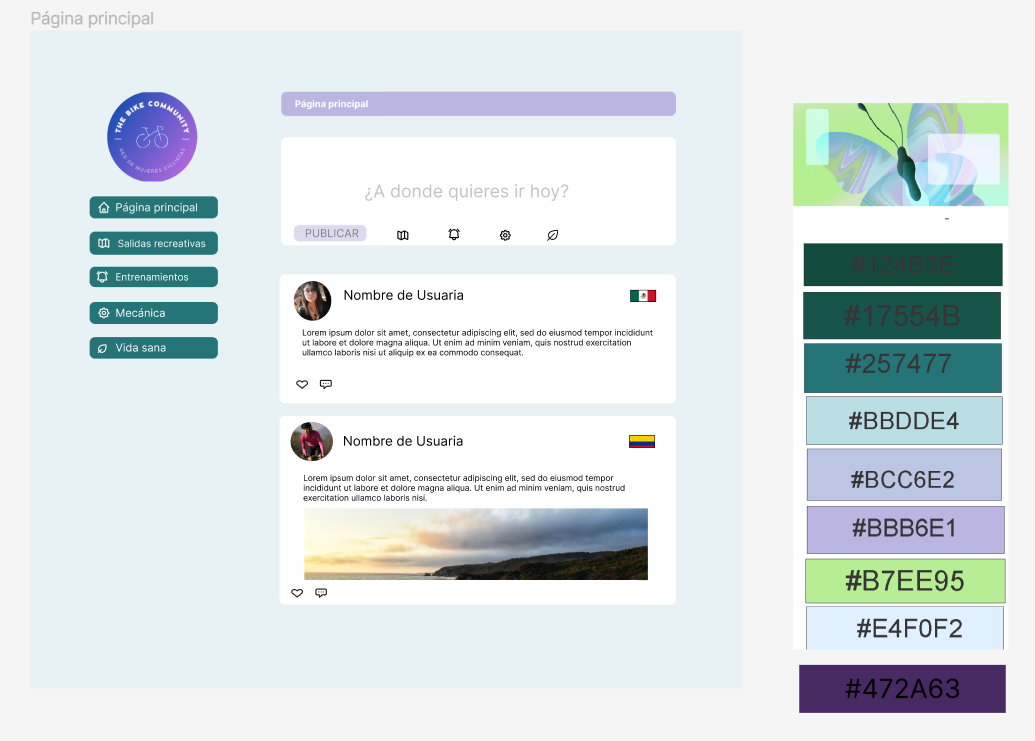 Página principal
THE BIKE COMMUNITY
RED DE MUJERES CICLISTAS
Página principal
Salidas recreativas
Entrenamientos
Mecánica
Vida sana
Página principal
¿A donde quieres ir hoy?
PUBLICAR
Nombre de Usuaria
Lorem ipsum dolor sit amet, consectetur adipiscing elit, sed do eiusmod tempor incididunt
ut labore et dolore magna aliqua. Ut enim ad minim veniam, quis nostrud exercitation
ullamco laboris nisi ut aliquip ex ea commodo consequat.
Nombre de Usuaria
Lorem ipsum dolor sit amet, consectetur adipiscing elit, sed do eiusmod tempor
incididunt ut labore et dolore magna aliqua. Ut enim ad minim veniam, quis nostrud
exercitation ullamco laboris nisi.
-
#124B3E
#17554B
#257477
#BBDDE4
#BCC6E2
#BBB6E1
#B7EE95
#E4F0F2
#472A63